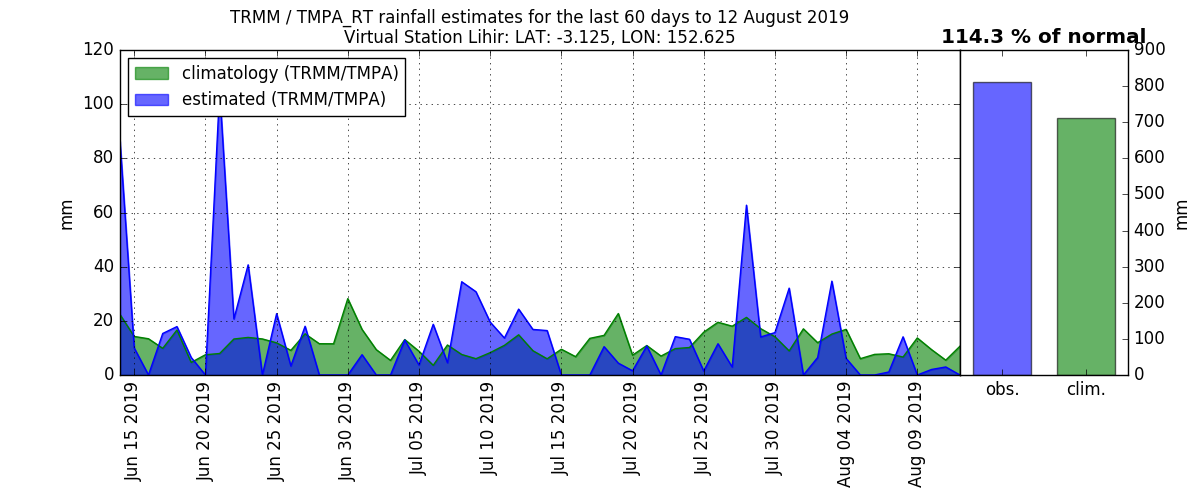 TRMM / TMPA_RT rainfall estimates for the last 60 days to 12 August 2019
Virtual Station Lihir: LAT: -3.125, LON: 152.625
114.3 % of normal
climatology (TRMM/TMPA)
estimated (TRMM/TMPA)
120
100
80
60
40
20
0
mm
Jun 15 2019
Jun 20 2019
Jun 25 2019
Jun 30 2019
Jul 05 2019
Jul 10 2019
Jul 15 2019
Jul 20 2019
Jul 25 2019
Jul 30 2019
Aug 04 2019
Aug 09 2019
obs.
clim.
900
800
700
600
500
400
300
200
100
0
mm